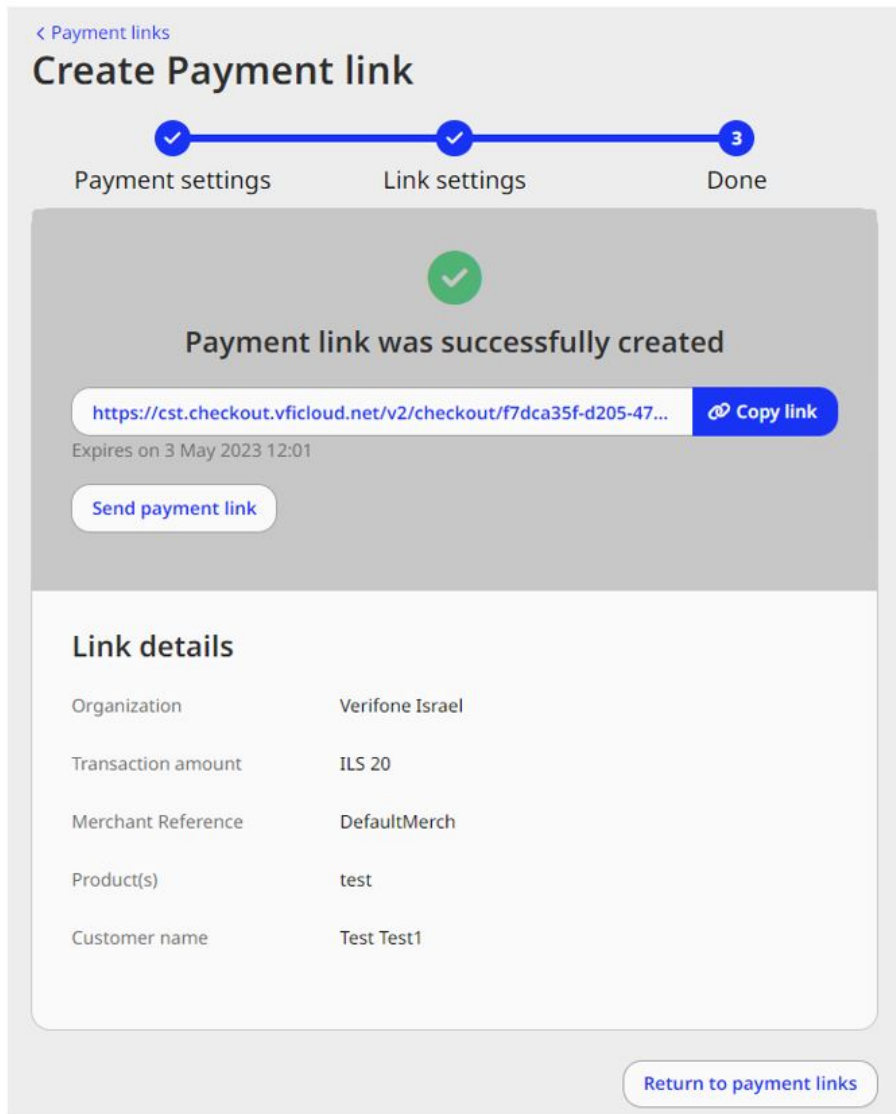 Payment links
Create Payment link
3
Payment settings Link settings Done
Payment link was successfully created
https://cst.checkout.vficloud.net/v2/checkout/f7dca35f-d205-47... Copy link
Expires on 3 May 2023 12:01
Send payment link
Link details
Organization Verifone Israel
Transaction amount ILS 20
Merchant Reference DefaultMerch
Product(s) test
Customer name Test Test1
Return to payment links